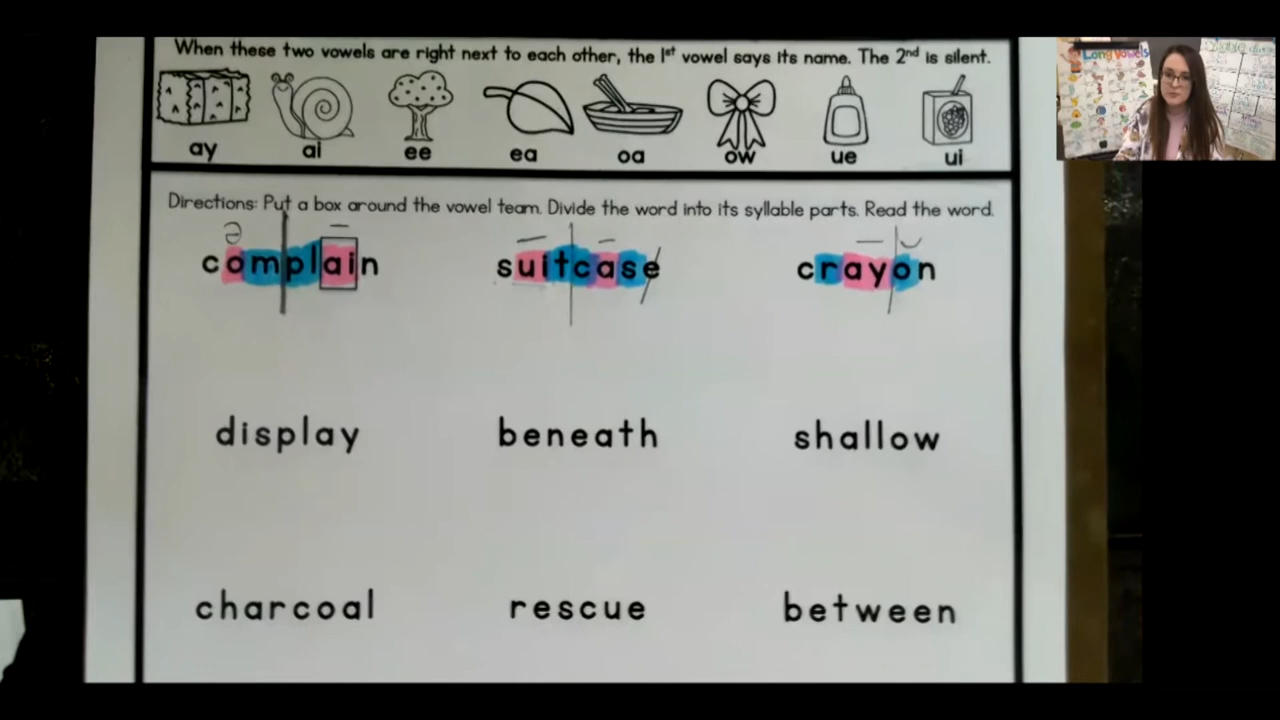 When these two vowels are right next to each other, the 1st vowel says its name. The 2nd is silent.
ay ai ee ea oa ow ue ui
Directions: Put a box around the vowel team. Divide the word into its syllable parts. Read the word.
complain suitcase crayon
display beneath shallow
charcoal rescue between
Long Vowels